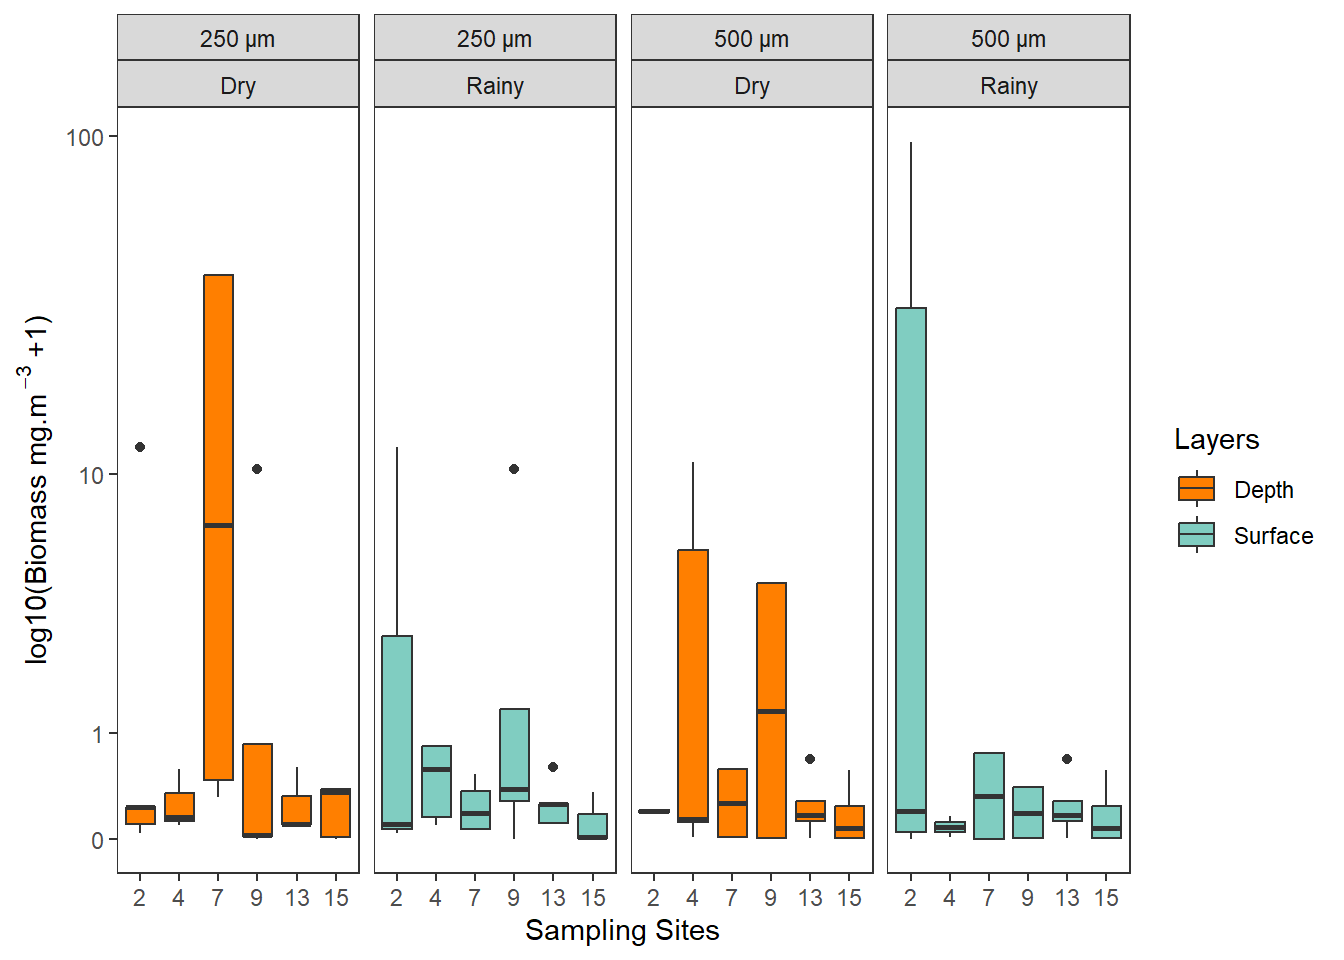 250 µm
250 µm
500 µm
500 µm
Dry
Rainy
Dry
Rainy
100
10
1
0
log10(Biomass mg.m⁻³ +1)
2 4 7 9 13 15
2 4 7 9 13 15
2 4 7 9 13 15
2 4 7 9 13 15
Sampling Sites
Layers
Depth
Surface